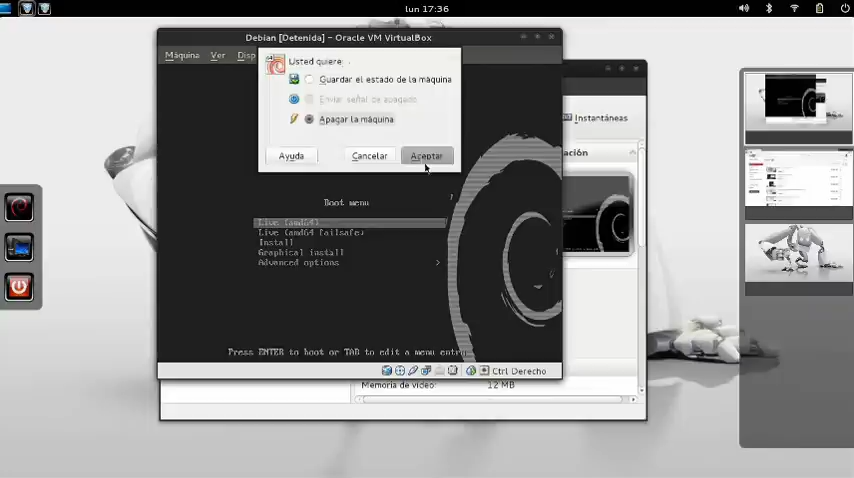 lun 17:36
Debian [Detenida] – Oracle VM VirtualBox
Máquina Ver Disp
Usted quiere
Guardar el estado de la máquina
Enviar señal de apagado
Apagar la máquina
Ayuda Cancelar Aceptar
Instantáneas
ación
Boot menu
Live (amd64)
Live (amd64 failsafe)
Install
Graphical install
Advanced options >
Press ENTER to boot or TAB to edit a menu entry
Ctrl Derecho
Memoria de vídeo: 12 MB